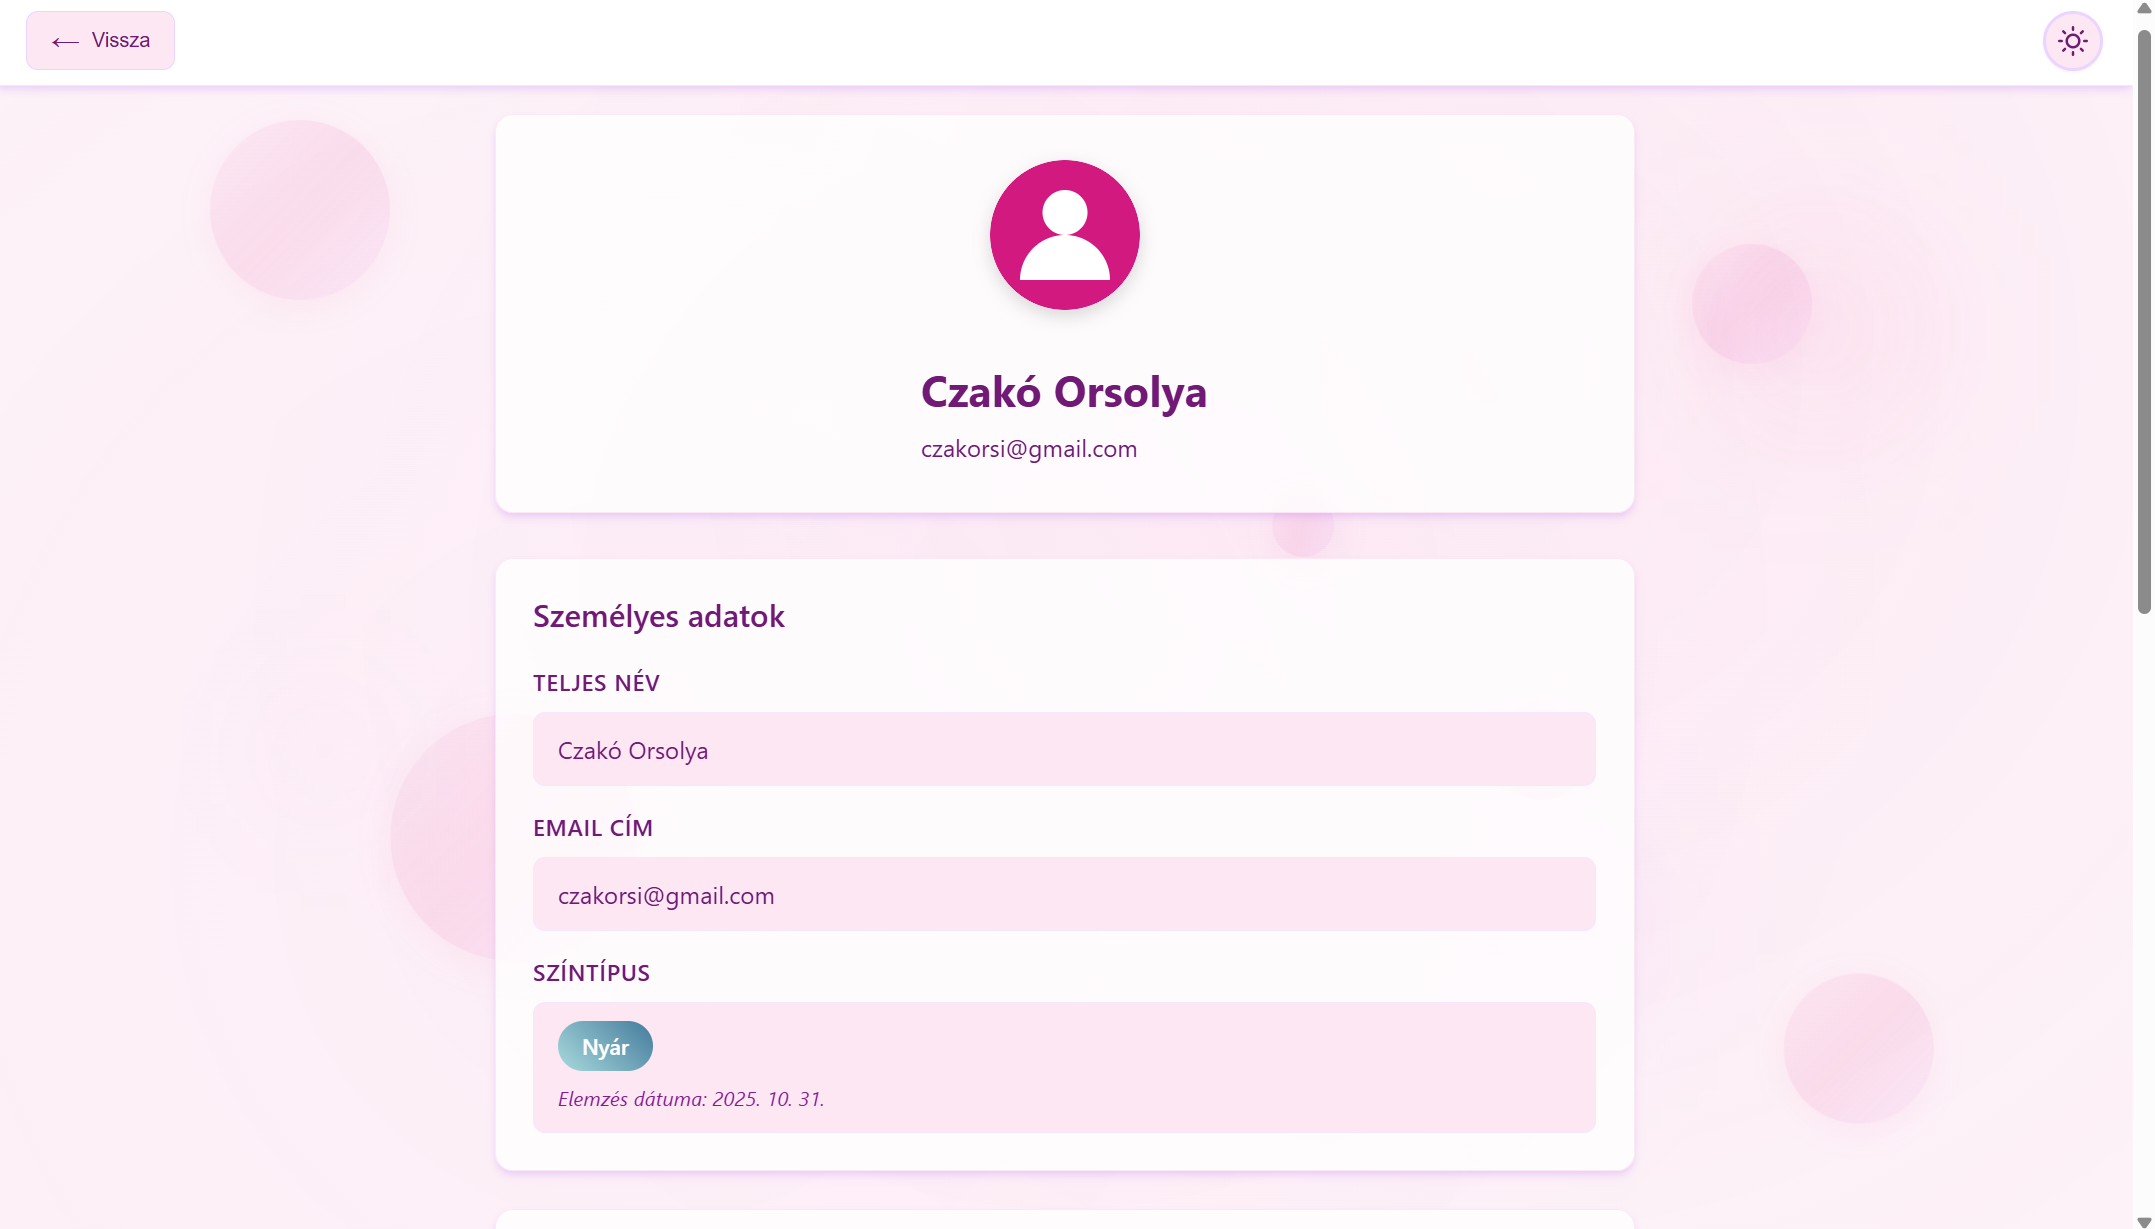 ← Vissza
Czakó Orsolya
czakorsi@gmail.com
Személyes adatok
TELJES NÉV
Czakó Orsolya
EMAIL CÍM
czakorsi@gmail.com
SZÍNTÍPUS
Nyár
Elemzés dátuma: 2025. 10. 31.